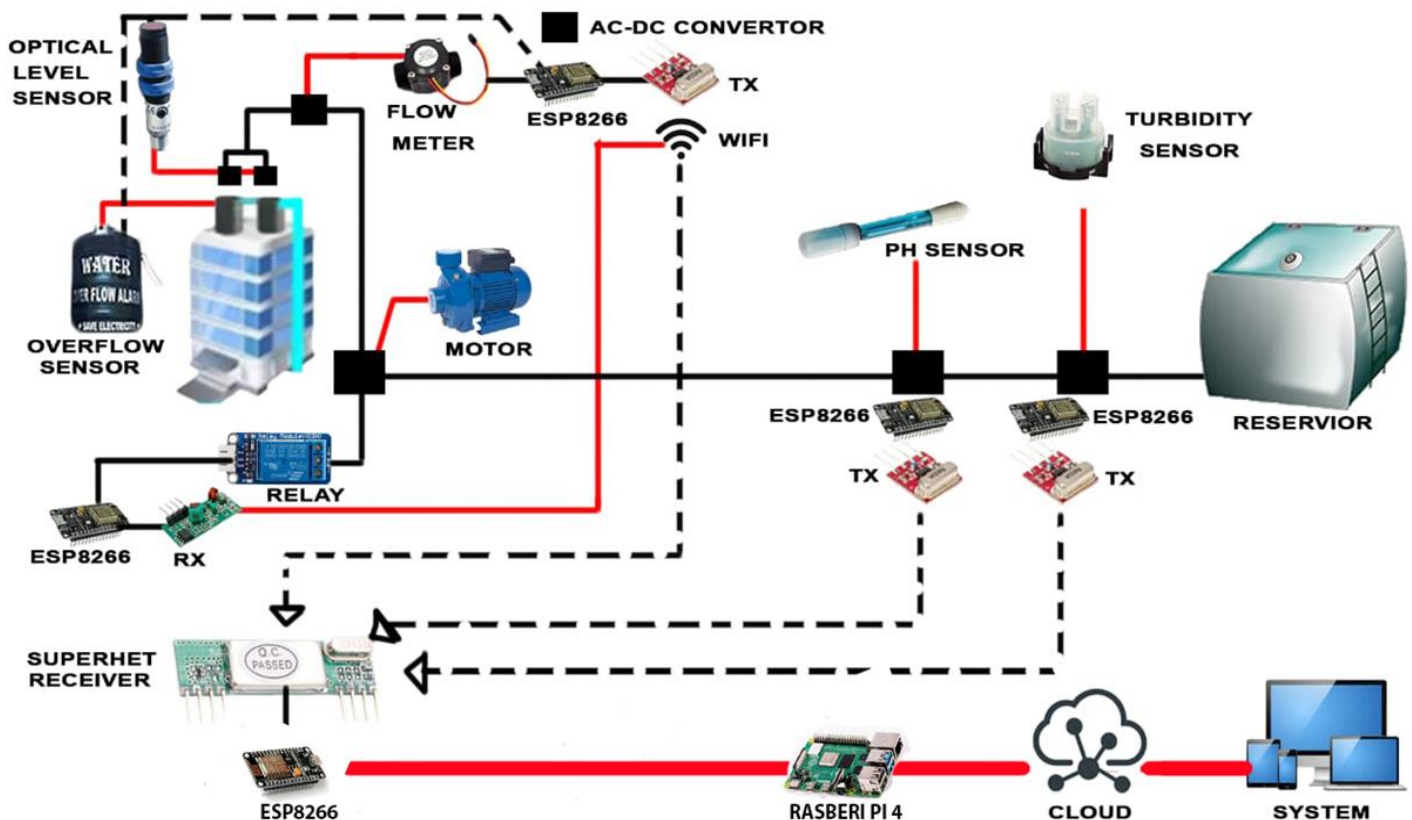 AC-DC CONVERTOR
OPTICAL
LEVEL
SENSOR
FLOW
METER
ESP8266
TX
WIFI
TURBIDITY
SENSOR
PH SENSOR
WATER
OVER FLOW ALARM
SAVE ELECTRICITY
OVERFLOW
SENSOR
MOTOR
RESERVIOR
ESP8266
ESP8266
TX
TX
RELAY
ESP8266
RX
SUPERHET
RECEIVER
Q.C.
PASSED
ESP8266
RASBERI PI 4
CLOUD
SYSTEM